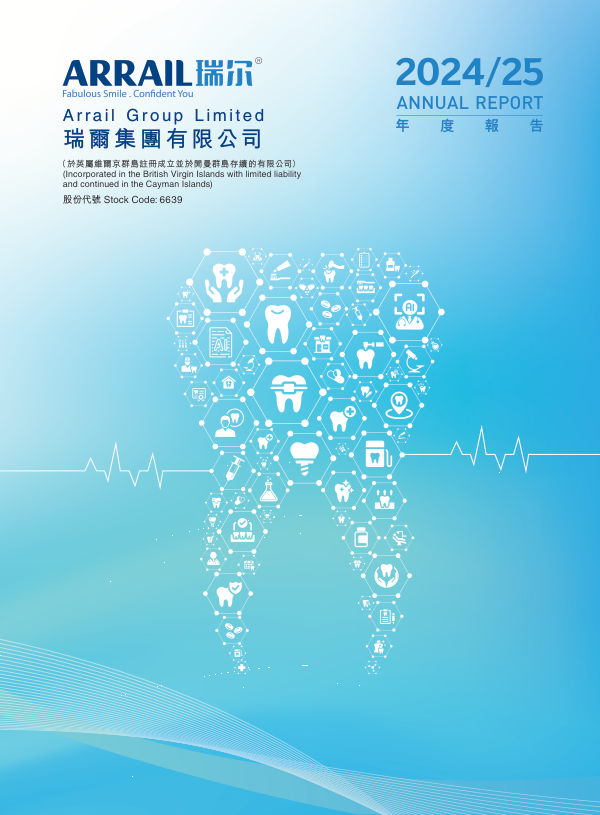 ARRAIL瑞尔®
Fabulous Smile . Confident You
Arrail Group Limited
瑞爾集團有限公司
（於英屬維爾京群島註冊成立並於開曼群島存續的有限公司）
(Incorporated in the British Virgin Islands with limited liability
and continued in the Cayman Islands)
股份代號 Stock Code: 6639
2024/25
ANNUAL REPORT
年度報告
AI
AI